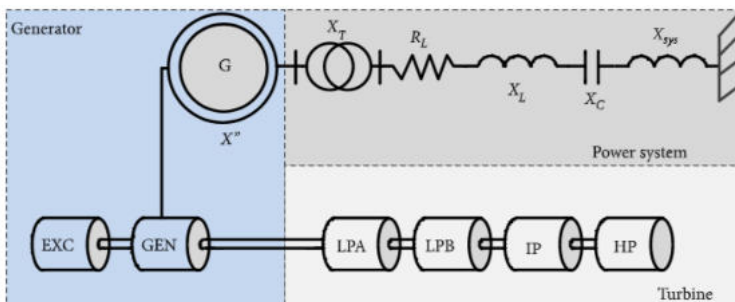 Generator
G
X"
X_T
R_L
X_L
X_C
X_sys
Power system
EXC
GEN
LPA
LPB
IP
HP
Turbine